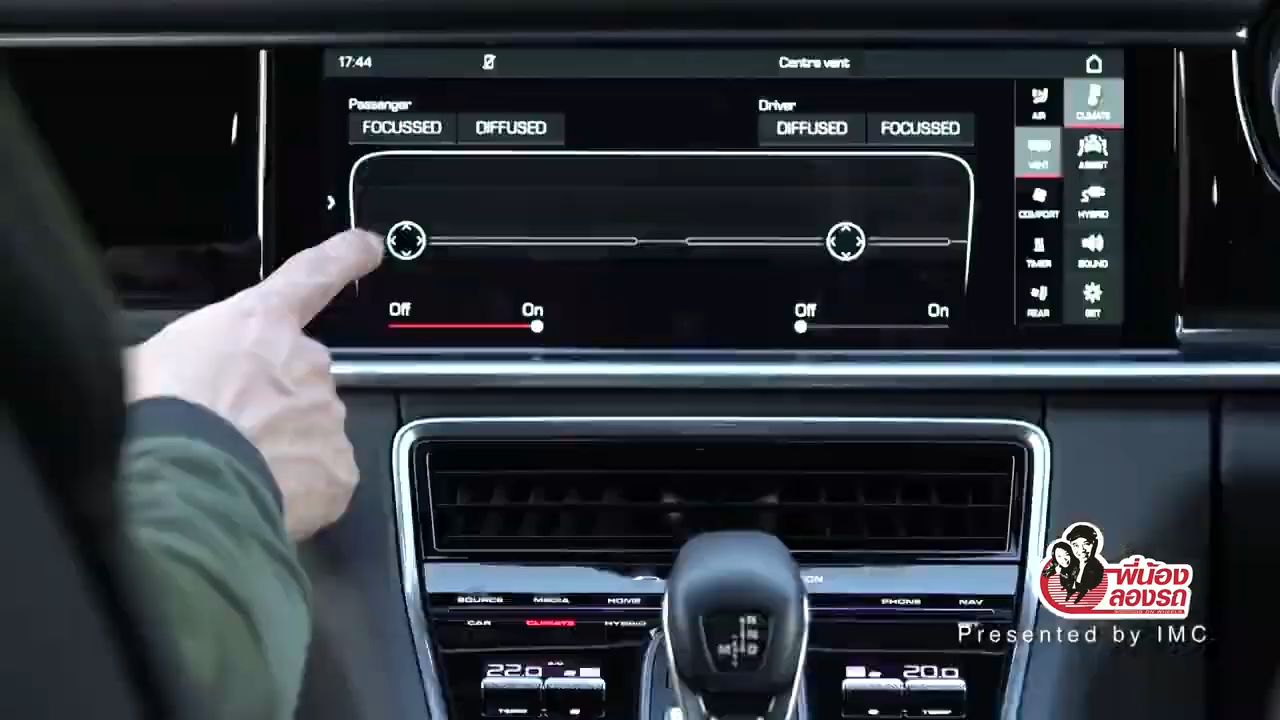 17:44
Centre vent
Passenger
Driver
FOCUSSED
DIFFUSED
DIFFUSED
FOCUSSED
AIR
CLIMATE
VENT
ASSIST
COMFORT
HYBRID
TIMER
SOUND
REAR
SET
Off
On
Off
On
พี่น้อง
ลองรถ
Presented by IMC
SOURCE
MEDIA
HOME
PHONE
NAV
CAR
CLIMATE
HYBRID
22.0
20.0
TEMP
TEMP